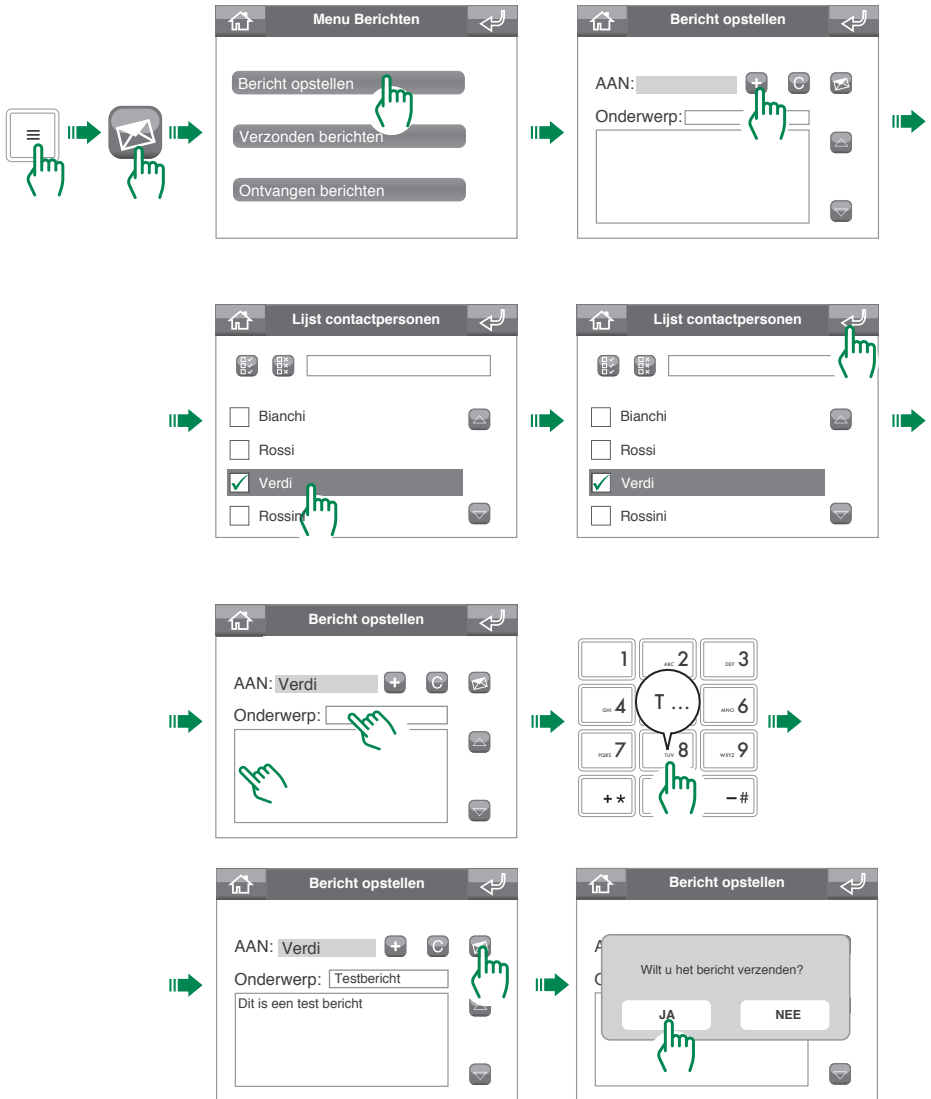 Menu Berichten
Bericht opstellen
Verzonden berichten
Ontvangen berichten
Bericht opstellen
AAN:
+ C
Onderwerp:
Lijst contactpersonen
Bianchi
Rossi
Verdi
Rossini
Lijst contactpersonen
Bianchi
Rossi
Verdi
Rossini
Bericht opstellen
AAN: Verdi + C
Onderwerp:
1 ABC 2 DEF 3
GHI 4 T ... MNO 6
PQRS 7 TUV 8 WXYZ 9
+ * – #
Bericht opstellen
AAN: Verdi + C
Onderwerp: Testbericht
Dit is een test bericht
Bericht opstellen
Wilt u het bericht verzenden?
JA NEE